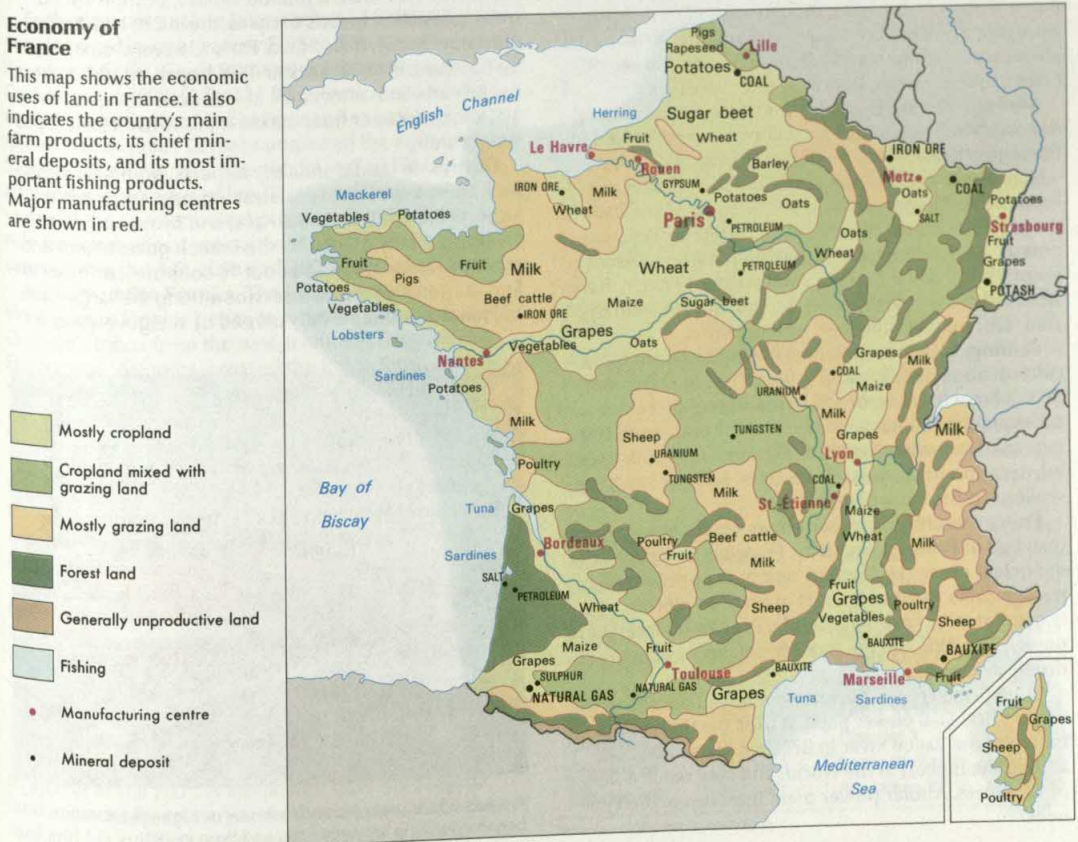 Economy of
France
This map shows the economic
uses of land in France. It also
indicates the country's main
farm products, its chief min-
eral deposits, and its most im-
portant fishing products.
Major manufacturing centres
are shown in red.
Mostly cropland
Cropland mixed with
grazing land
Mostly grazing land
Forest land
Generally unproductive land
Fishing
Manufacturing centre
Mineral deposit
Pigs
Rapeseed
Lille
Potatoes
COAL
English Channel
Herring
Sugar beet
Fruit
Wheat
Le Havre
Rouen
Barley
IRON ORE
Metz
COAL
Oats
IRON ORE
Milk
GYPSUM
Potatoes
Oats
Potatoes
Mackerel
Wheat
Paris
PETROLEUM
SALT
Strasbourg
Vegetables
Potatoes
Oats
Fruit
Fruit
Fruit
Wheat
Grapes
Pigs
Milk
Wheat
PETROLEUM
POTASH
Potatoes
Beef cattle
Maize
Sugar beet
Vegetables
IRON ORE
Grapes
Lobsters
Vegetables
Oats
Nantes
Grapes
Milk
Sardines
COAL
Potatoes
URANIUM
Maize
Milk
Milk
Sheep
TUNGSTEN
Grapes
Milk
URANIUM
Lyon
Poultry
TUNGSTEN
COAL
Bay of
Biscay
Milk
St.-Étienne
Tuna
Grapes
Maize
Bordeaux
Poultry
Beef cattle
Wheat
Sardines
Fruit
Milk
Milk
SALT
PETROLEUM
Fruit
Wheat
Sheep
Grapes
Poultry
Vegetables
Sheep
Maize
Fruit
BAUXITE
BAUXITE
Grapes
Toulouse
BAUXITE
Marseille
Fruit
SULPHUR
NATURAL GAS
NATURAL GAS
Grapes
Tuna
Sardines
Mediterranean
Sea
Fruit
Grapes
Sheep
Poultry